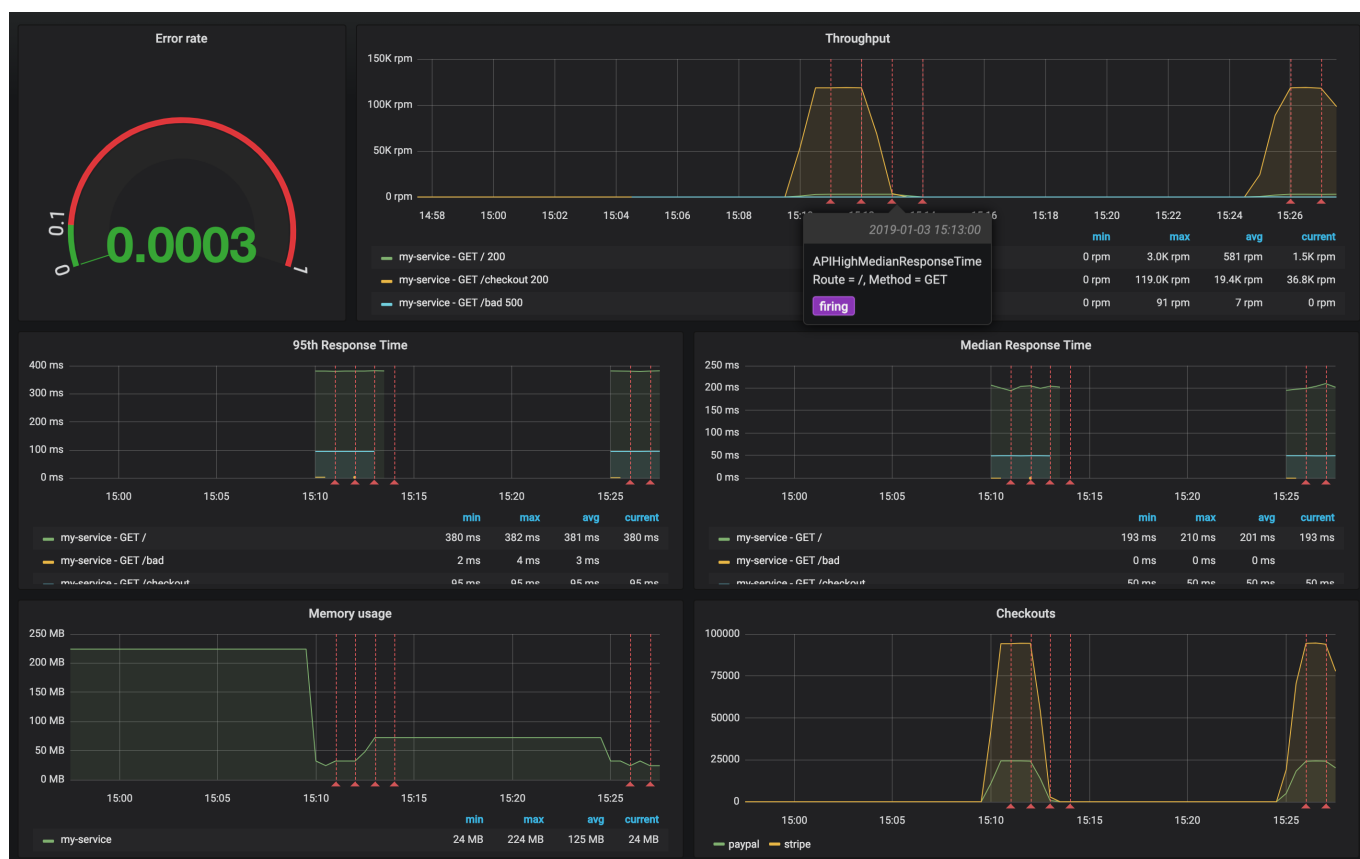 Error rate
0
0.1
1
0.0003
Throughput
150K rpm
100K rpm
50K rpm
0 rpm
14:58 15:00 15:02 15:04 15:06 15:08 15:16 15:18 15:20 15:22 15:24 15:26
2019-01-03 15:13:00
APIHighMedianResponseTime
Route = /, Method = GET
firing
min max avg current
my-service - GET / 200 0 rpm 3.0K rpm 581 rpm 1.5K rpm
my-service - GET /checkout 200 0 rpm 119.0K rpm 19.4K rpm 36.8K rpm
my-service - GET /bad 500 0 rpm 91 rpm 7 rpm 0 rpm
95th Response Time
400 ms
300 ms
200 ms
100 ms
0 ms
15:00 15:05 15:10 15:15 15:20 15:25
min max avg current
my-service - GET / 380 ms 382 ms 381 ms 380 ms
my-service - GET /bad 2 ms 4 ms 3 ms
my-service - GET /checkout 95 ms 95 ms 95 ms 95 ms
Median Response Time
250 ms
200 ms
150 ms
100 ms
50 ms
0 ms
15:00 15:05 15:10 15:15 15:20 15:25
min max avg current
my-service - GET / 193 ms 210 ms 201 ms 193 ms
my-service - GET /bad 0 ms 0 ms 0 ms
my-service - GET /checkout 50 ms 50 ms 50 ms 50 ms
Memory usage
250 MB
200 MB
150 MB
100 MB
50 MB
0 MB
15:00 15:05 15:10 15:15 15:20 15:25
min max avg current
my-service 24 MB 224 MB 125 MB 24 MB
Checkouts
100000
75000
50000
25000
0
15:00 15:05 15:10 15:15 15:20 15:25
paypal stripe